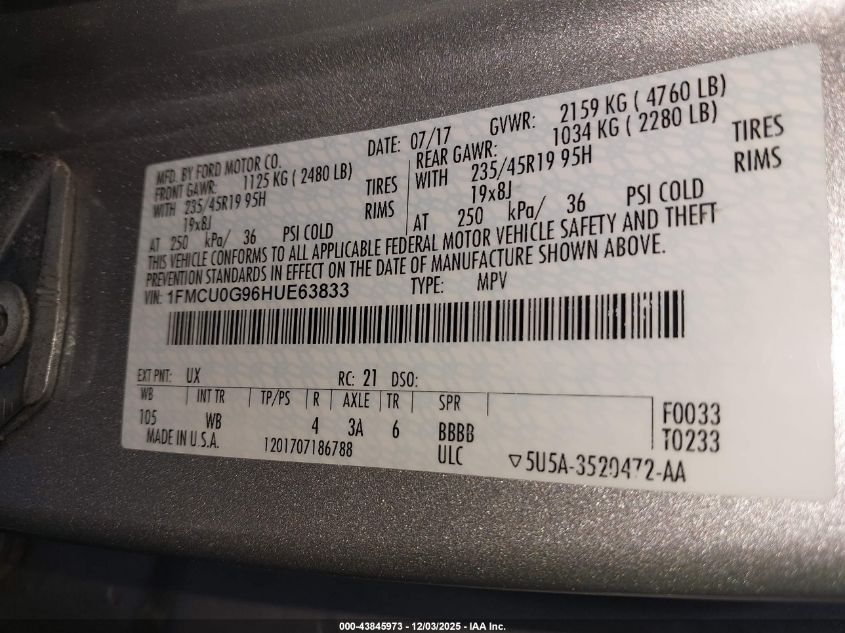 MFD. BY FORD MOTOR CO.
DATE: 07/17
GVWR: 2159 KG ( 4760 LB)
FRONT GAWR: 1125 KG ( 2480 LB)
REAR GAWR: 1034 KG ( 2280 LB)
WITH 235/45R19 95H TIRES
WITH 235/45R19 95H TIRES
19x8J RIMS
19x8J RIMS
AT 250 kPa/ 36 PSI COLD
AT 250 kPa/ 36 PSI COLD
THIS VEHICLE CONFORMS TO ALL APPLICABLE FEDERAL MOTOR VEHICLE SAFETY AND THEFT
PREVENTION STANDARDS IN EFFECT ON THE DATE OF MANUFACTURE SHOWN ABOVE.
VIN: 1FMCU0G96HUE63833 TYPE: MPV
EXT PNT: UX RC: 21 DSO:
WB INT TR TP/PS R AXLE TR SPR
105 WB 4 3A 6 BBBB
F0033
T0233
MADE IN U.S.A. 1201707186788 ULC
▽5U5A-3520472-AA
000-43845973 - 12/03/2025 - IAA Inc.